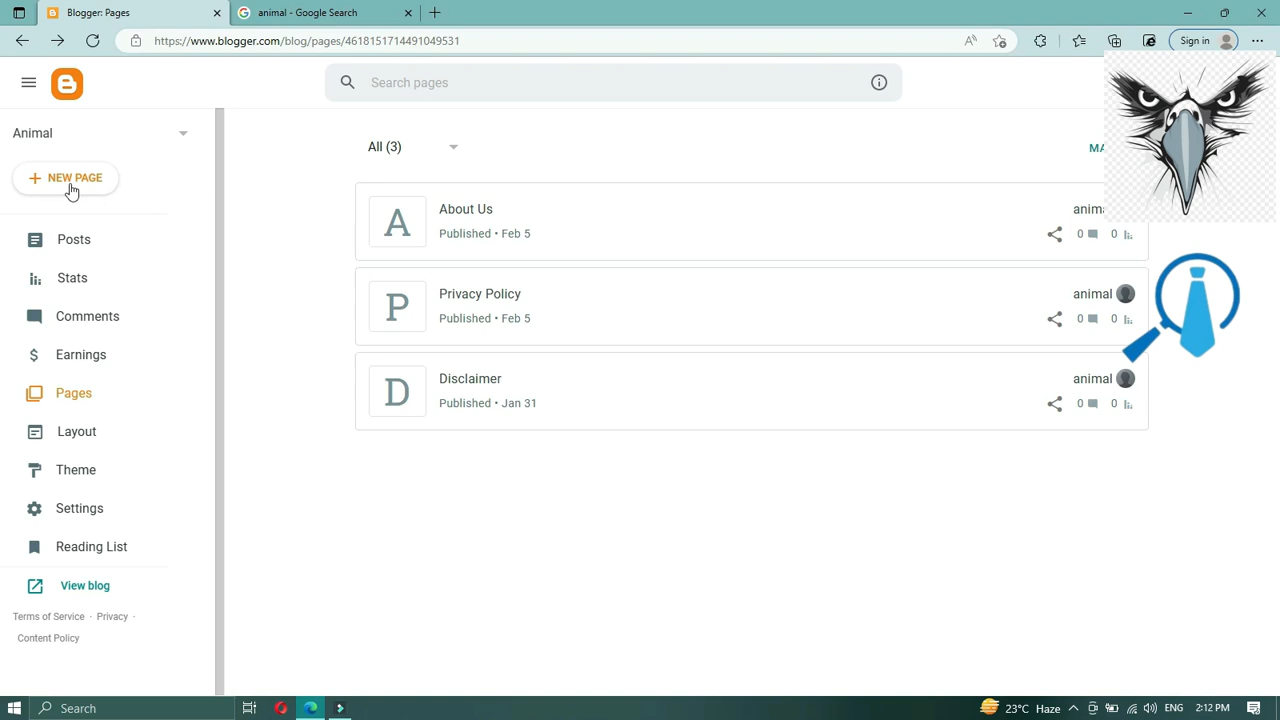 Blogger: Pages
animal - Google Search
https://www.blogger.com/blog/pages/4618151714491049531
Sign in
Search pages
Animal
All (3)
NEW PAGE
About Us
Published • Feb 5
0 0
Posts
Stats
Privacy Policy
animal
Published • Feb 5
0 0
Comments
Earnings
Disclaimer
animal
Published • Jan 31
0 0
Pages
Layout
Theme
Settings
Reading List
View blog
Terms of Service · Privacy ·
Content Policy
Search
23°C Haze
ENG
2:12 PM